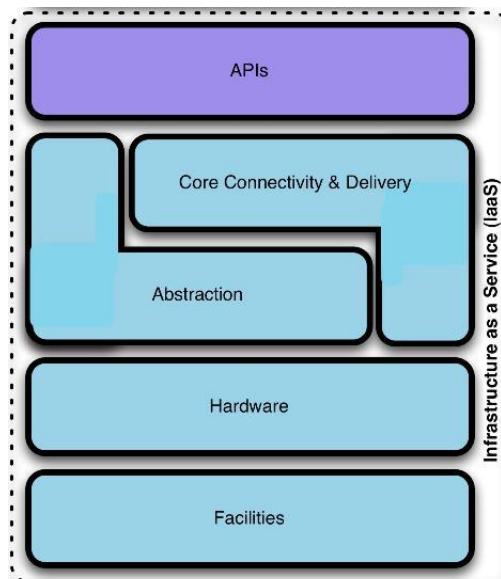 APIs
Core Connectivity & Delivery
Abstraction
Hardware
Facilities
Infrastructure as a Service (IaaS)